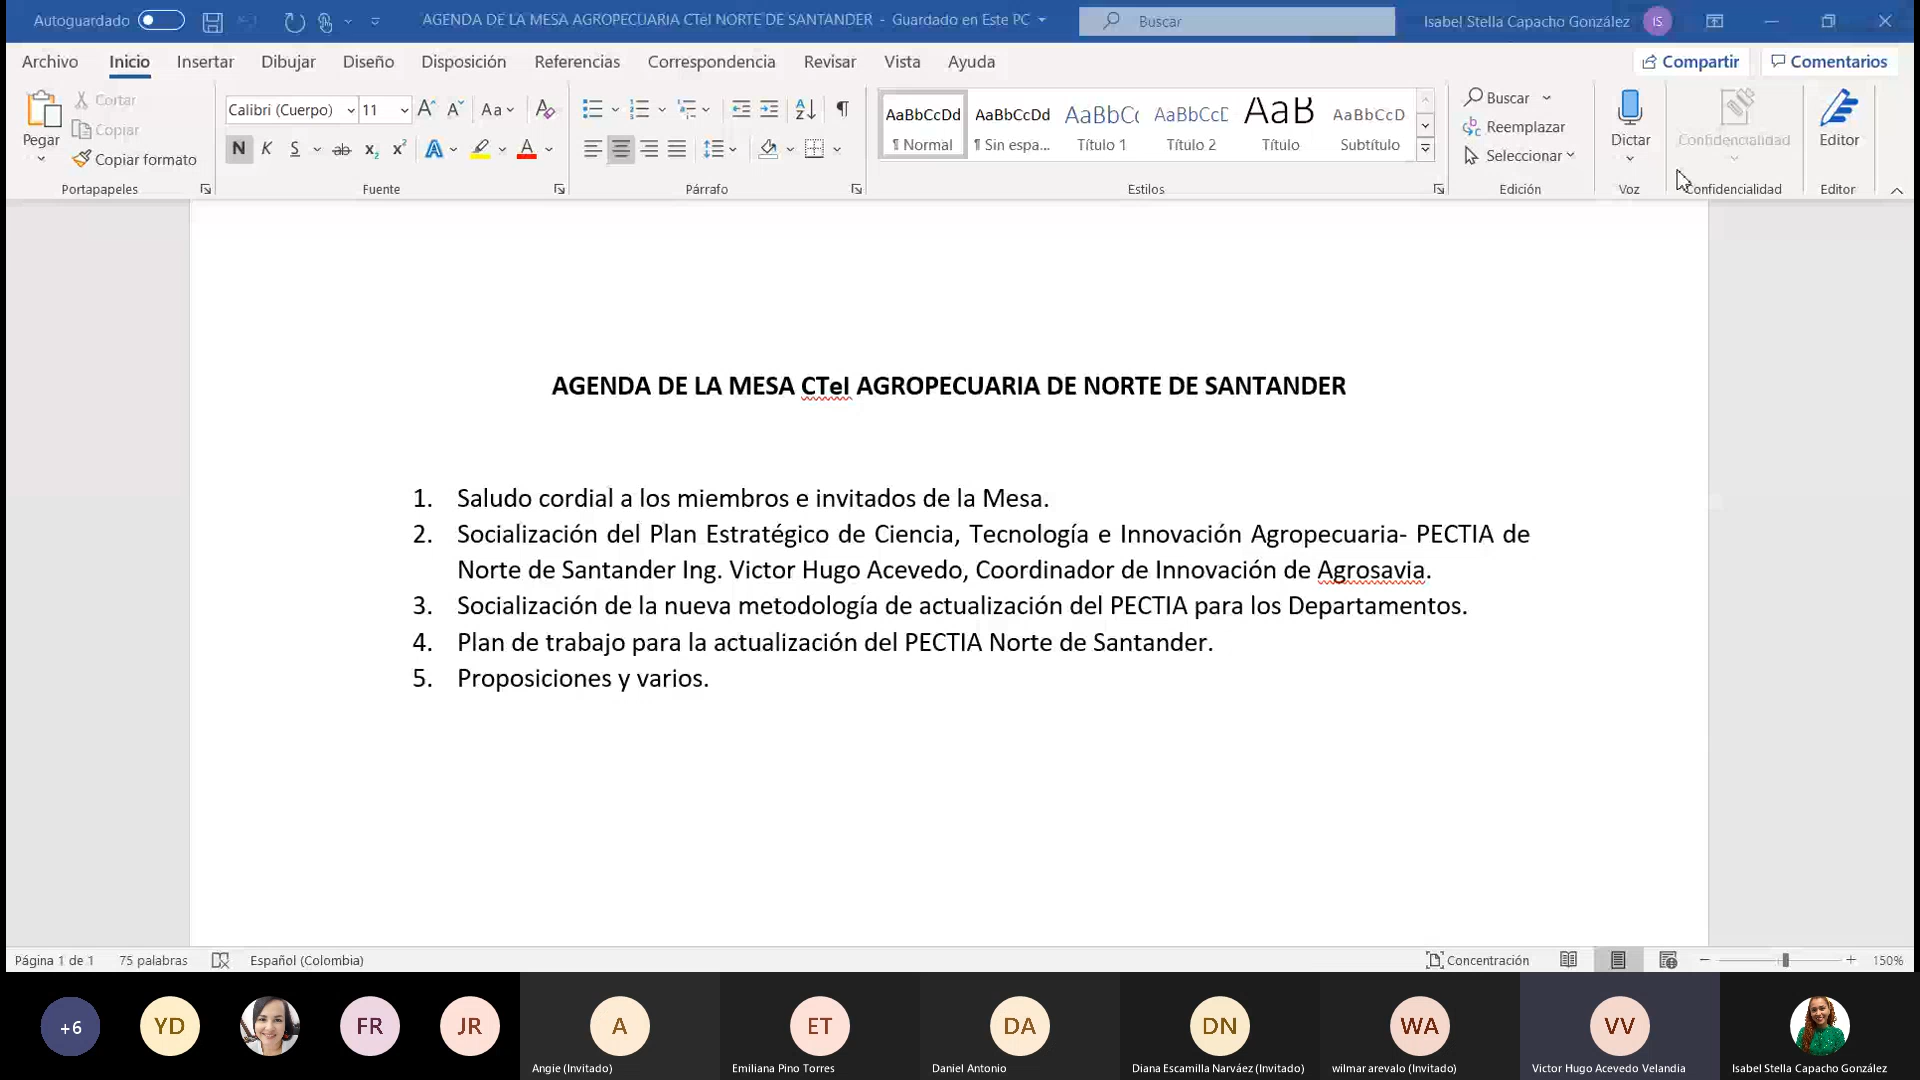 Autoguardado
AGENDA DE LA MESA AGROPECUARIA CTeI NORTE DE SANTANDER - Guardado en Este PC
Buscar
Isabel Stella Capacho González IS
Archivo Inicio Insertar Dibujar Diseño Disposición Referencias Correspondencia Revisar Vista Ayuda Compartir Comentarios
Pegar
Cortar
Copiar
Copiar formato
Portapapeles
Calibri (Cuerpo) 11
Fuente
Párrafo
AaBbCcDd AaBbCcDd AaBbCc AaBbCcD AaB AaBbCcD
¶ Normal ¶ Sin espa... Título 1 Título 2 Título Subtítulo
Estilos
Buscar
Reemplazar
Seleccionar
Edición
Dictar
Voz
Confidencialidad
Confidencialidad
Editor
Editor
AGENDA DE LA MESA CTeI AGROPECUARIA DE NORTE DE SANTANDER
1. Saludo cordial a los miembros e invitados de la Mesa.
2. Socialización del Plan Estratégico de Ciencia, Tecnología e Innovación Agropecuaria- PECTIA de
Norte de Santander Ing. Victor Hugo Acevedo, Coordinador de Innovación de Agrosavia.
3. Socialización de la nueva metodología de actualización del PECTIA para los Departamentos.
4. Plan de trabajo para la actualización del PECTIA Norte de Santander.
5. Proposiciones y varios.
Página 1 de 1 75 palabras Español (Colombia) Concentración 150%
+6 YD FR JR A ET DA DN WA VV
Angie (Invitado) Emiliana Pino Torres Daniel Antonio Diana Escamilla Narváez (Invitado) wilmar arevalo (Invitado) Victor Hugo Acevedo Velandia Isabel Stella Capacho González